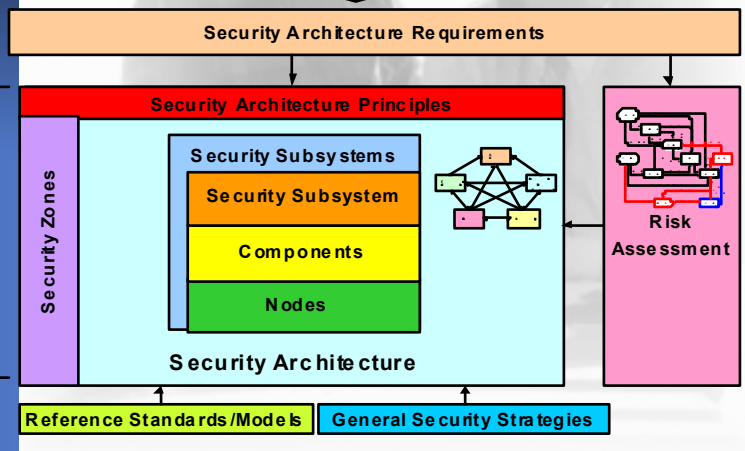 Security Architecture Requirements
Security Architecture Principles
Security Zones
Security Subsystems
Security Subsystem
Components
Nodes
Security Architecture
Risk
Assessment
Reference Standards/Models
General Security Strategies